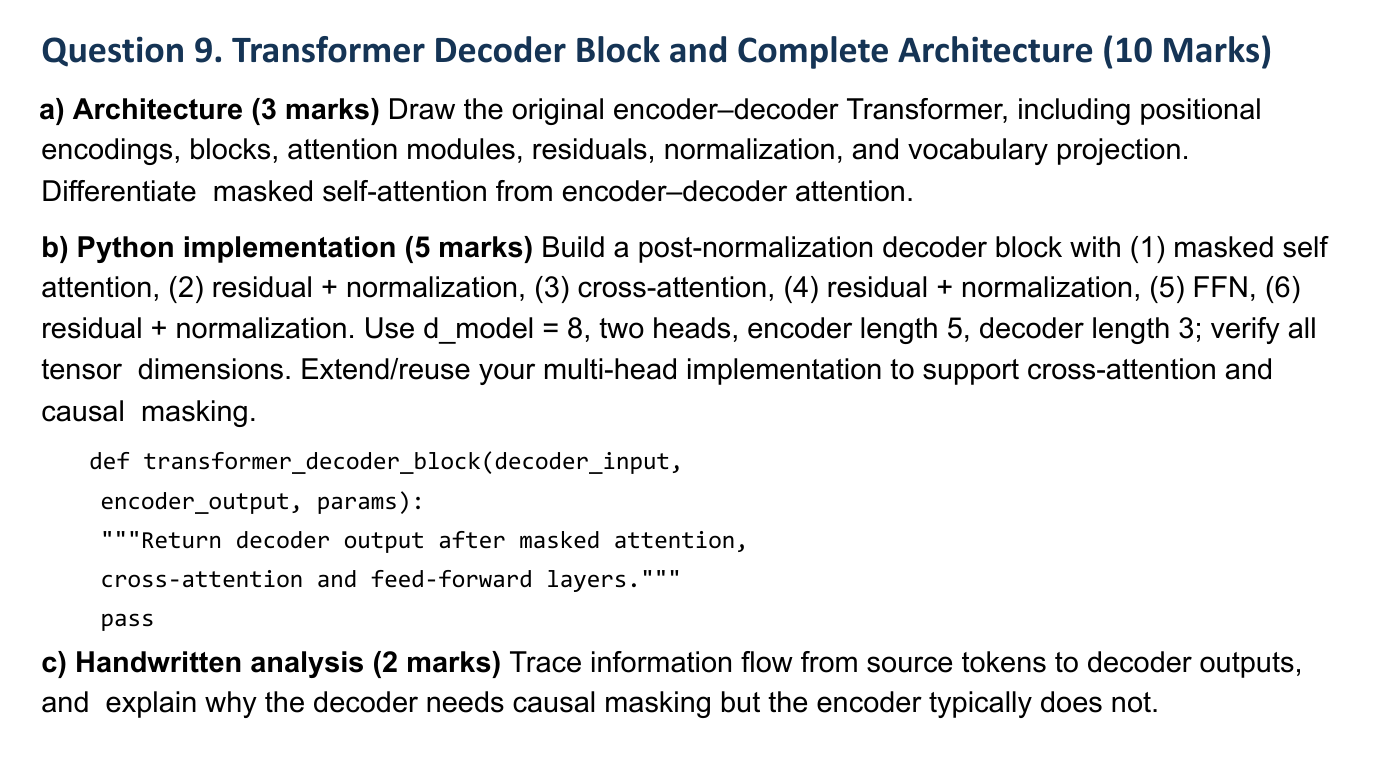 Question 9. Transformer Decoder Block and Complete Architecture (10 Marks)
a) Architecture (3 marks) Draw the original encoder–decoder Transformer, including positional
encodings, blocks, attention modules, residuals, normalization, and vocabulary projection.
Differentiate  masked self-attention from encoder–decoder attention.
b) Python implementation (5 marks) Build a post-normalization decoder block with (1) masked self
attention, (2) residual + normalization, (3) cross-attention, (4) residual + normalization, (5) FFN, (6)
residual + normalization. Use d_model = 8, two heads, encoder length 5, decoder length 3; verify all
tensor  dimensions. Extend/reuse your multi-head implementation to support cross-attention and
causal  masking.
def transformer_decoder_block(decoder_input,
encoder_output, params):
"""Return decoder output after masked attention,
cross-attention and feed-forward layers."""
pass
c) Handwritten analysis (2 marks) Trace information flow from source tokens to decoder outputs,
and  explain why the decoder needs causal masking but the encoder typically does not.